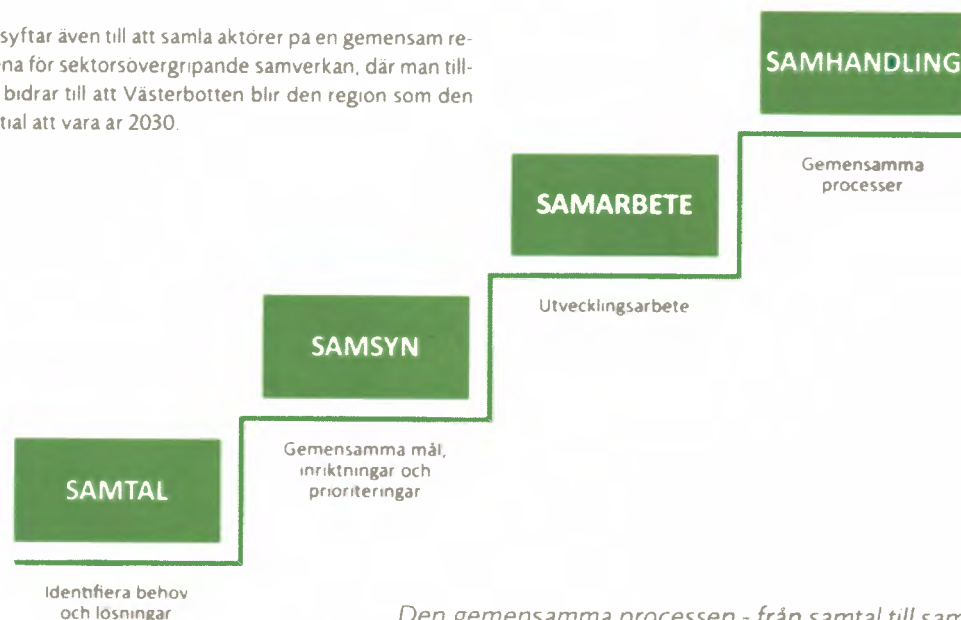 syftar även till att samla aktörer på en gemensam re-
na för sektorsövergripande samverkan, där man till-
bidrar till att Västerbotten blir den region som den
tial att vara år 2030.
SAMHANDLING
Gemensamma
processer
SAMARBETE
Utvecklingsarbete
SAMSYN
Gemensamma mål,
inriktningar och
prioriteringar
SAMTAL
Identifiera behov
och lösningar
Den gemensamma processen - från samtal till sam